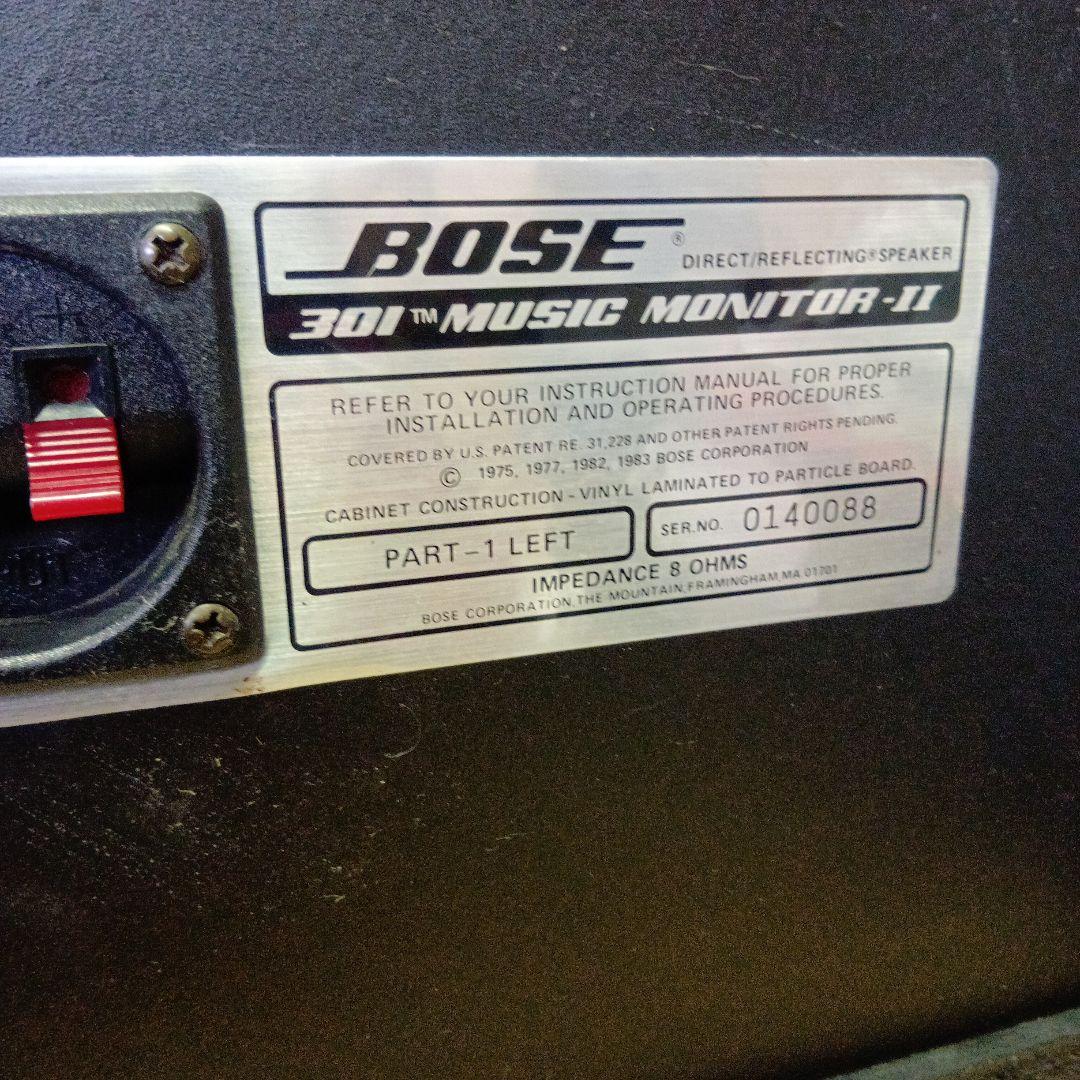 BOSE®
DIRECT/REFLECTING® SPEAKER
301™ MUSIC MONITOR-II
REFER TO YOUR INSTRUCTION MANUAL FOR PROPER
INSTALLATION AND OPERATING PROCEDURES.
COVERED BY U.S. PATENT RE. 31,228 AND OTHER PATENT RIGHTS PENDING.
© 1975, 1977, 1982, 1983 BOSE CORPORATION
CABINET CONSTRUCTION - VINYL LAMINATED TO PARTICLE BOARD.
PART-1 LEFT
SER.NO. 0140088
IMPEDANCE 8 OHMS
BOSE CORPORATION, THE MOUNTAIN, FRAMINGHAM, MA 01701
+